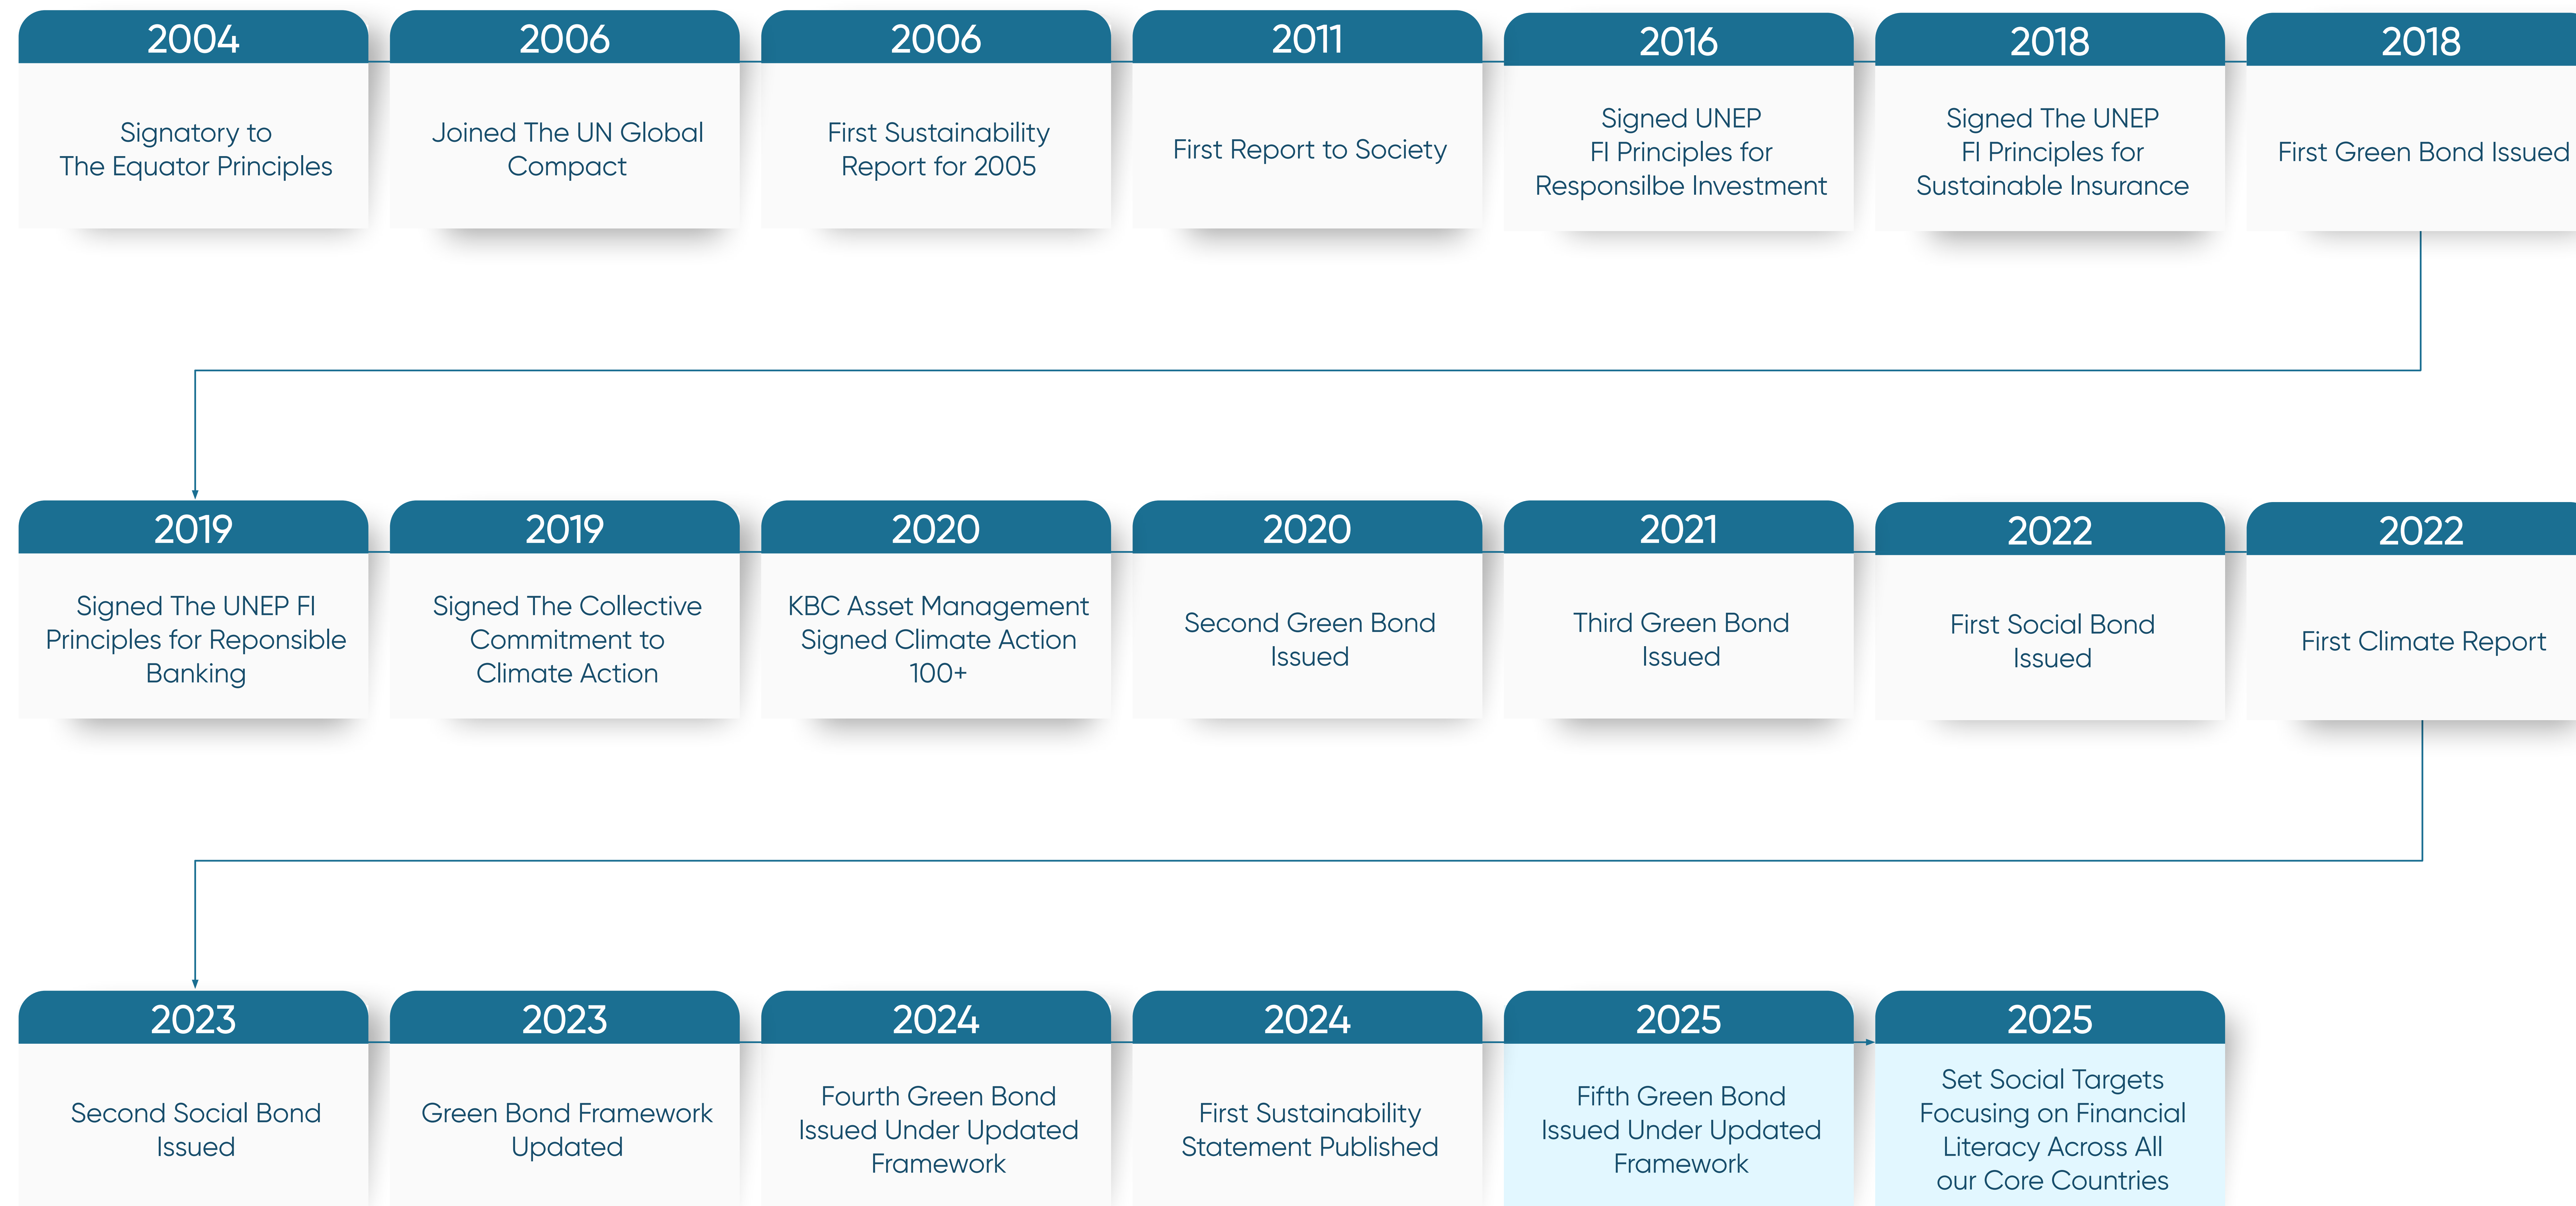 2004
Signatory to
The Equator Principles
2006
Joined The UN Global
Compact
2006
First Sustainability
Report for 2005
2011
First Report to Society
2016
Signed UNEP
FI Principles for
Responsilbe Investment
2018
Signed The UNEP
FI Principles for
Sustainable Insurance
2018
First Green Bond Issued
2019
Signed The UNEP FI
Principles for Reponsible
Banking
2019
Signed The Collective
Commitment to
Climate Action
2020
KBC Asset Management
Signed Climate Action
100+
2020
Second Green Bond
Issued
2021
Third Green Bond
Issued
2022
First Social Bond
Issued
2022
First Climate Report
2023
Second Social Bond
Issued
2023
Green Bond Framework
Updated
2024
Fourth Green Bond
Issued Under Updated
Framework
2024
First Sustainability
Statement Published
2025
Fifth Green Bond
Issued Under Updated
Framework
2025
Set Social Targets
Focusing on Financial
Literacy Across All
our Core Countries